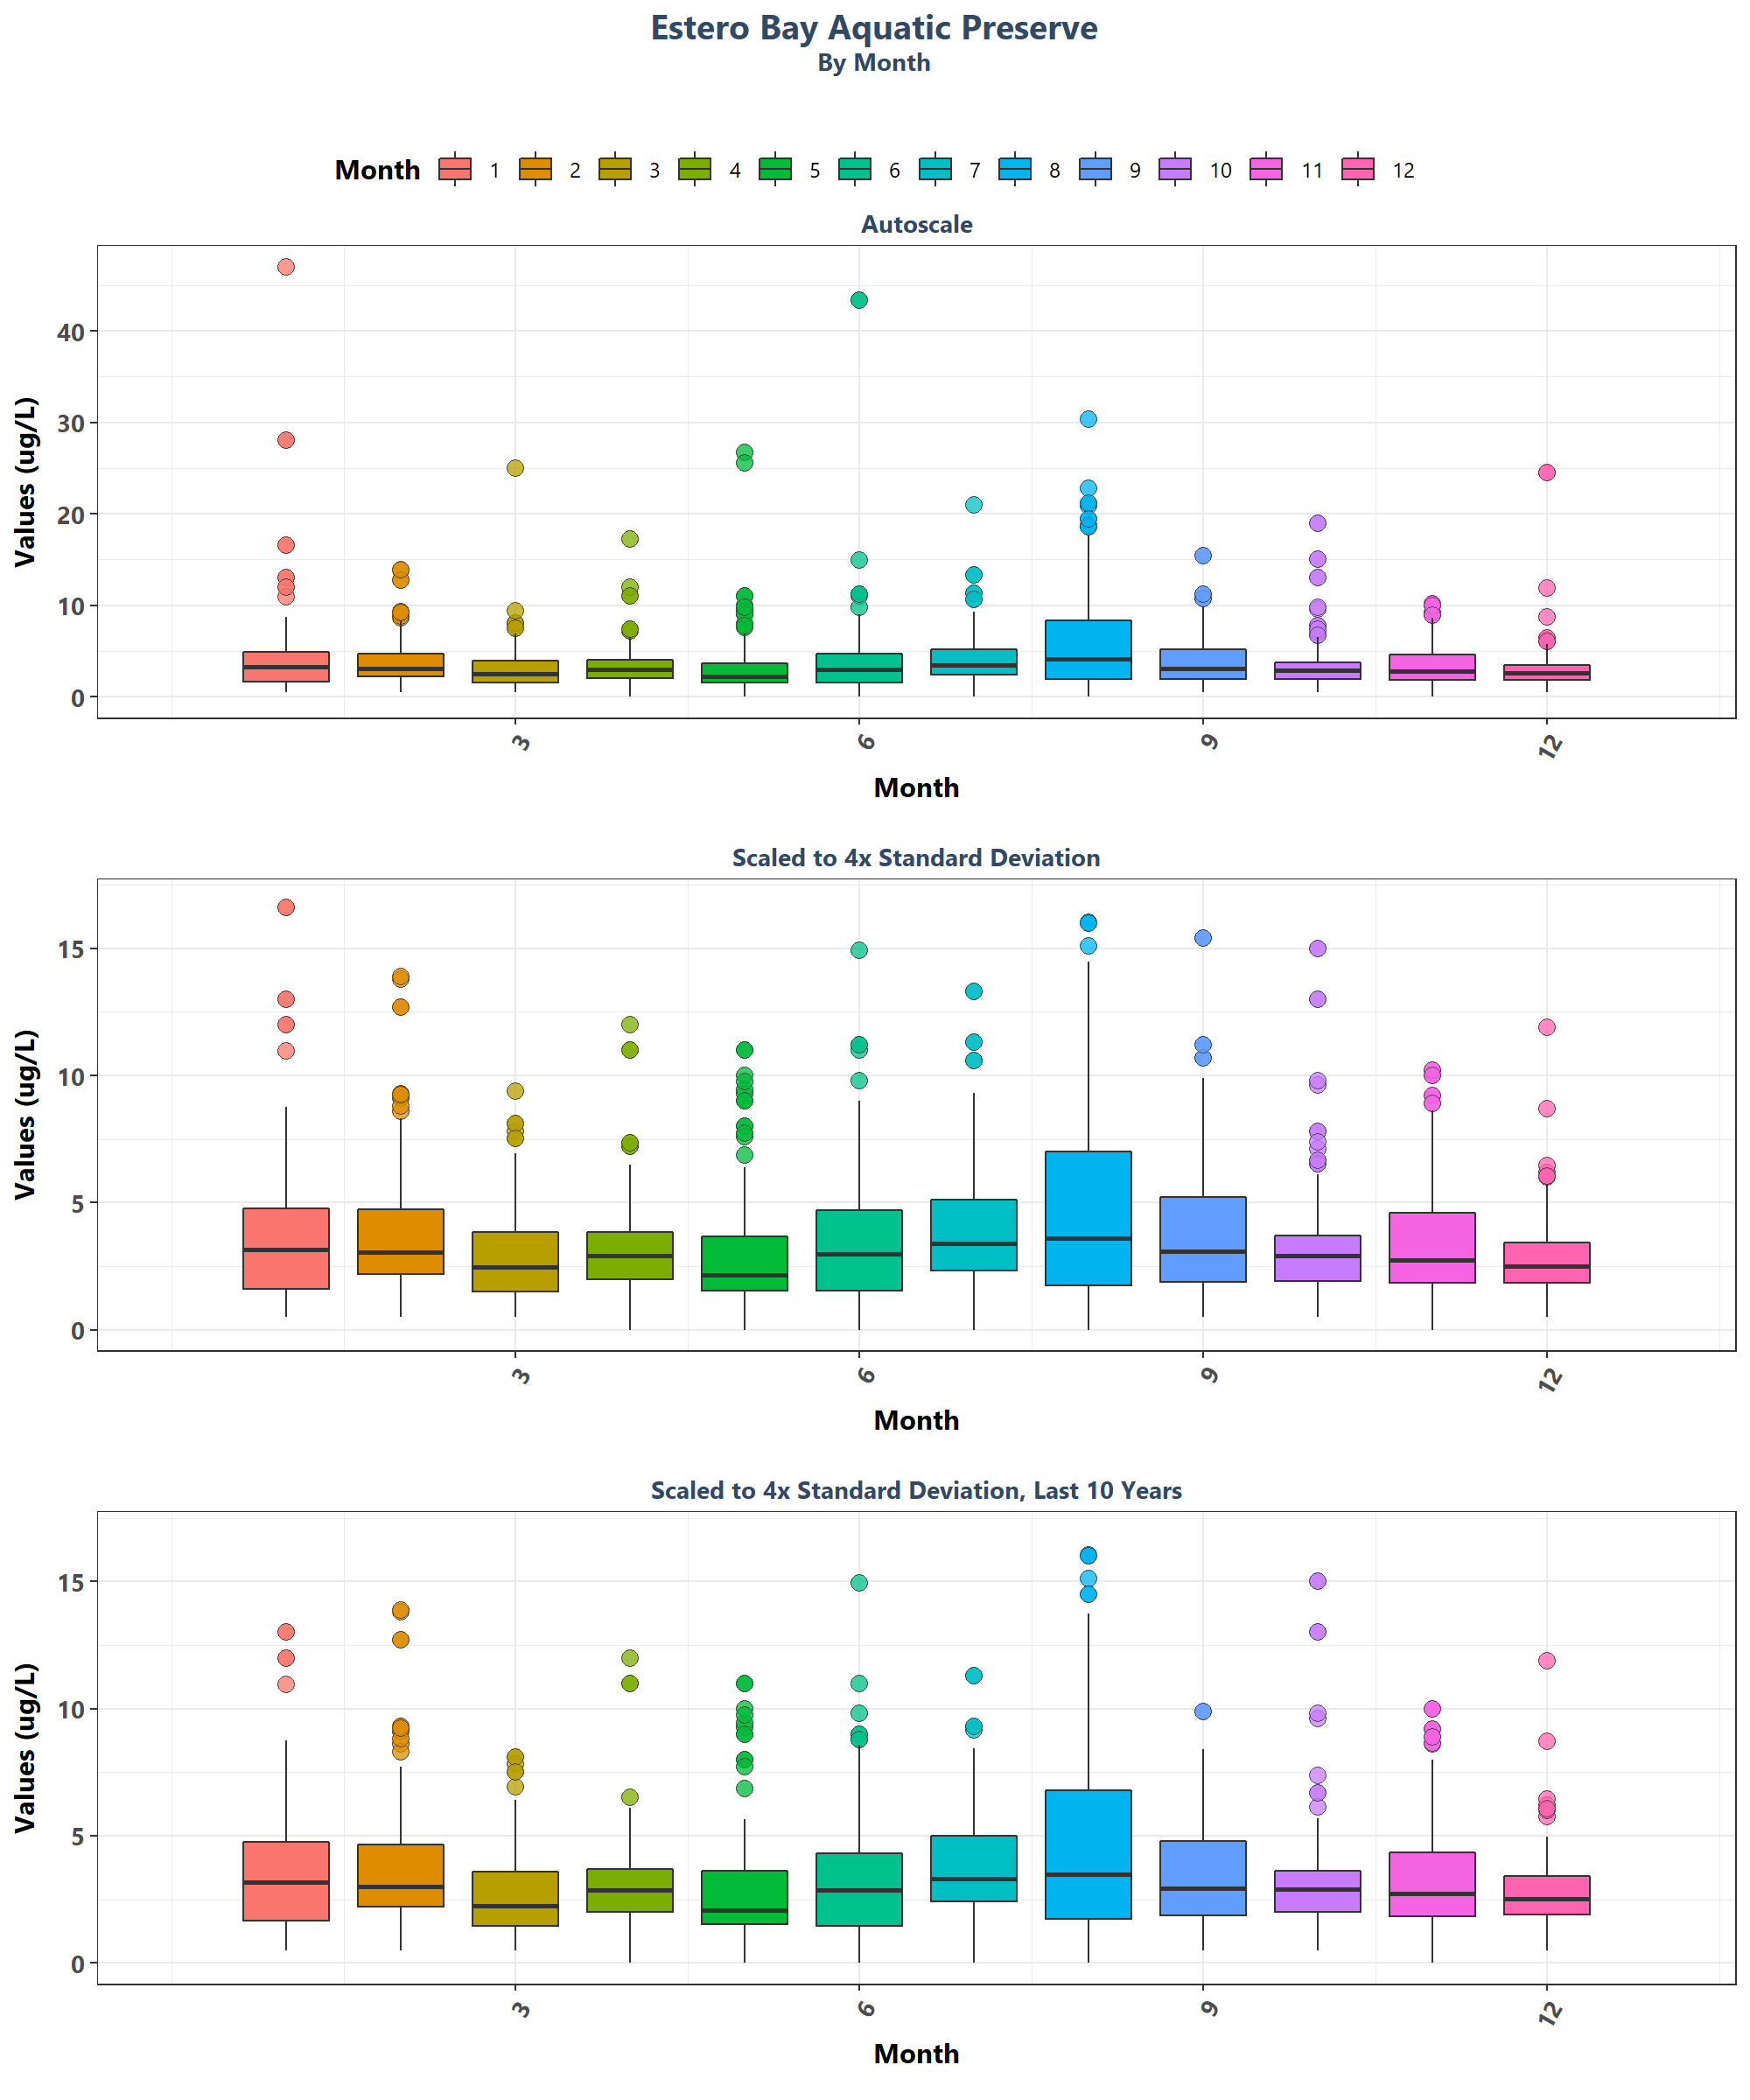 Estero Bay Aquatic Preserve
By Month
Month 1 2 3 4 5 6 7 8 9 10 11 12
Autoscale
Values (ug/L)
40
30
20
10
0
3 6 9 12
Month
Scaled to 4x Standard Deviation
Values (ug/L)
15
10
5
0
3 6 9 12
Month
Scaled to 4x Standard Deviation, Last 10 Years
Values (ug/L)
15
10
5
0
3 6 9 12
Month